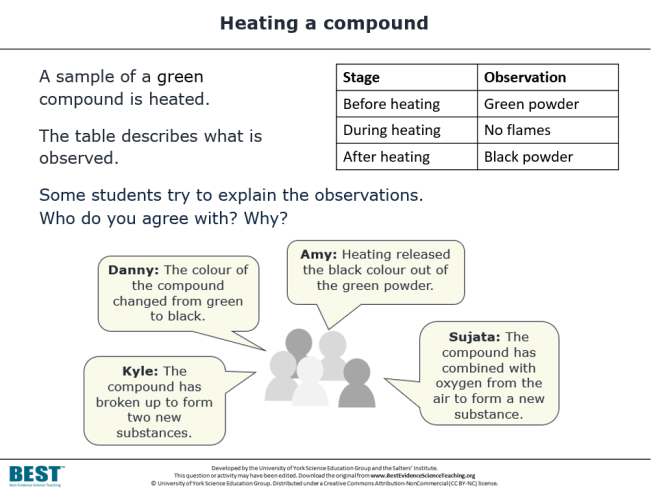 Heating a compound
A sample of a green
compound is heated.
The table describes what is
observed.
Stage Observation
Before heating Green powder
During heating No flames
After heating Black powder
Some students try to explain the observations.
Who do you agree with? Why?
Danny: The colour of
the compound
changed from green
to black.
Amy: Heating released
the black colour out of
the green powder.
Kyle: The
compound has
broken up to form
two new
substances.
Sujata: The
compound has
combined with
oxygen from the
air to form a new
substance.
BEST
Best Evidence Science Teaching
Developed by the University of York Science Education Group and the Salters' Institute.
This question or activity may have been edited. Download the original from www.BestEvidenceScienceTeaching.org
© University of York Science Education Group. Distributed under a Creative Commons Attribution-NonCommercial (CC BY-NC) license.